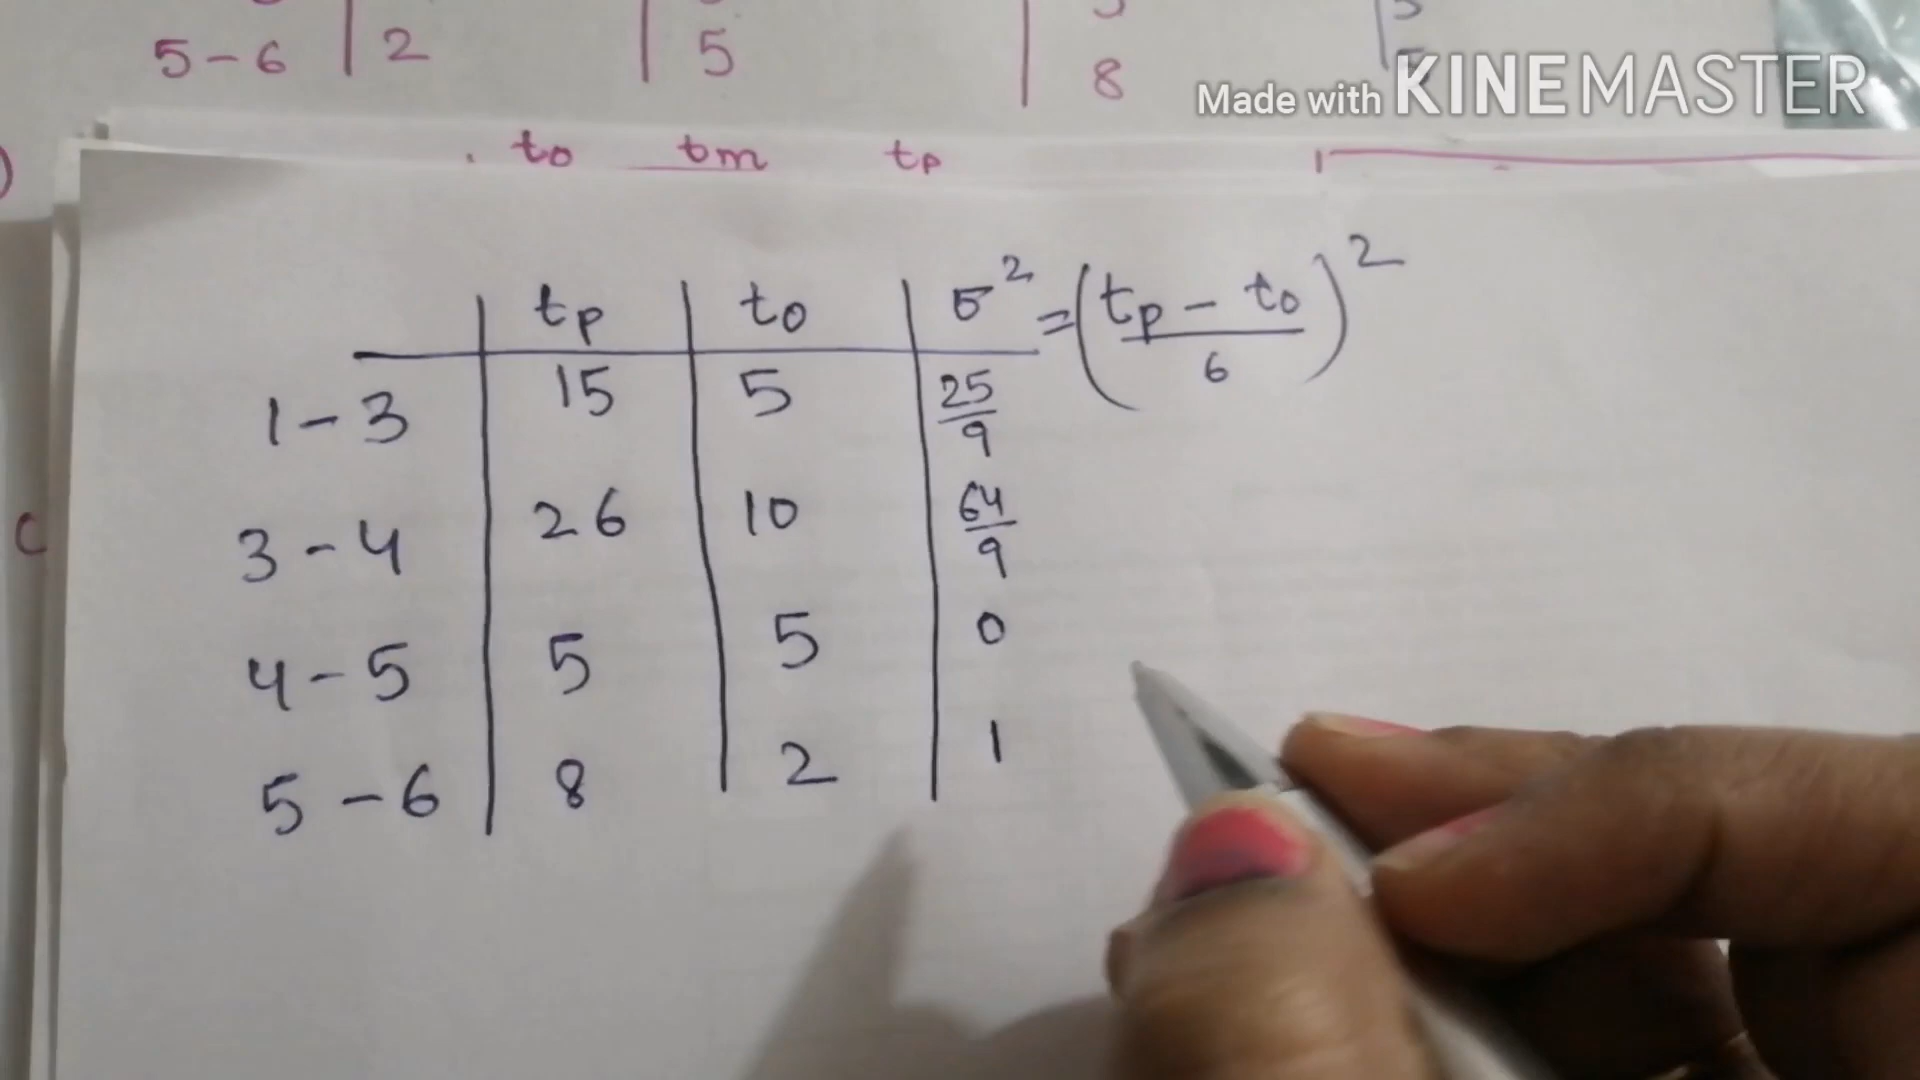 5-6 | 2 | 5 | 8
Made with KINEMASTER
to tm tp
tp | to | σ² = (tp - to / 6)²
1-3 | 15 | 5 | 25/9
3-4 | 26 | 10 | 64/9
4-5 | 5 | 5 | 0
5-6 | 8 | 2 | 1